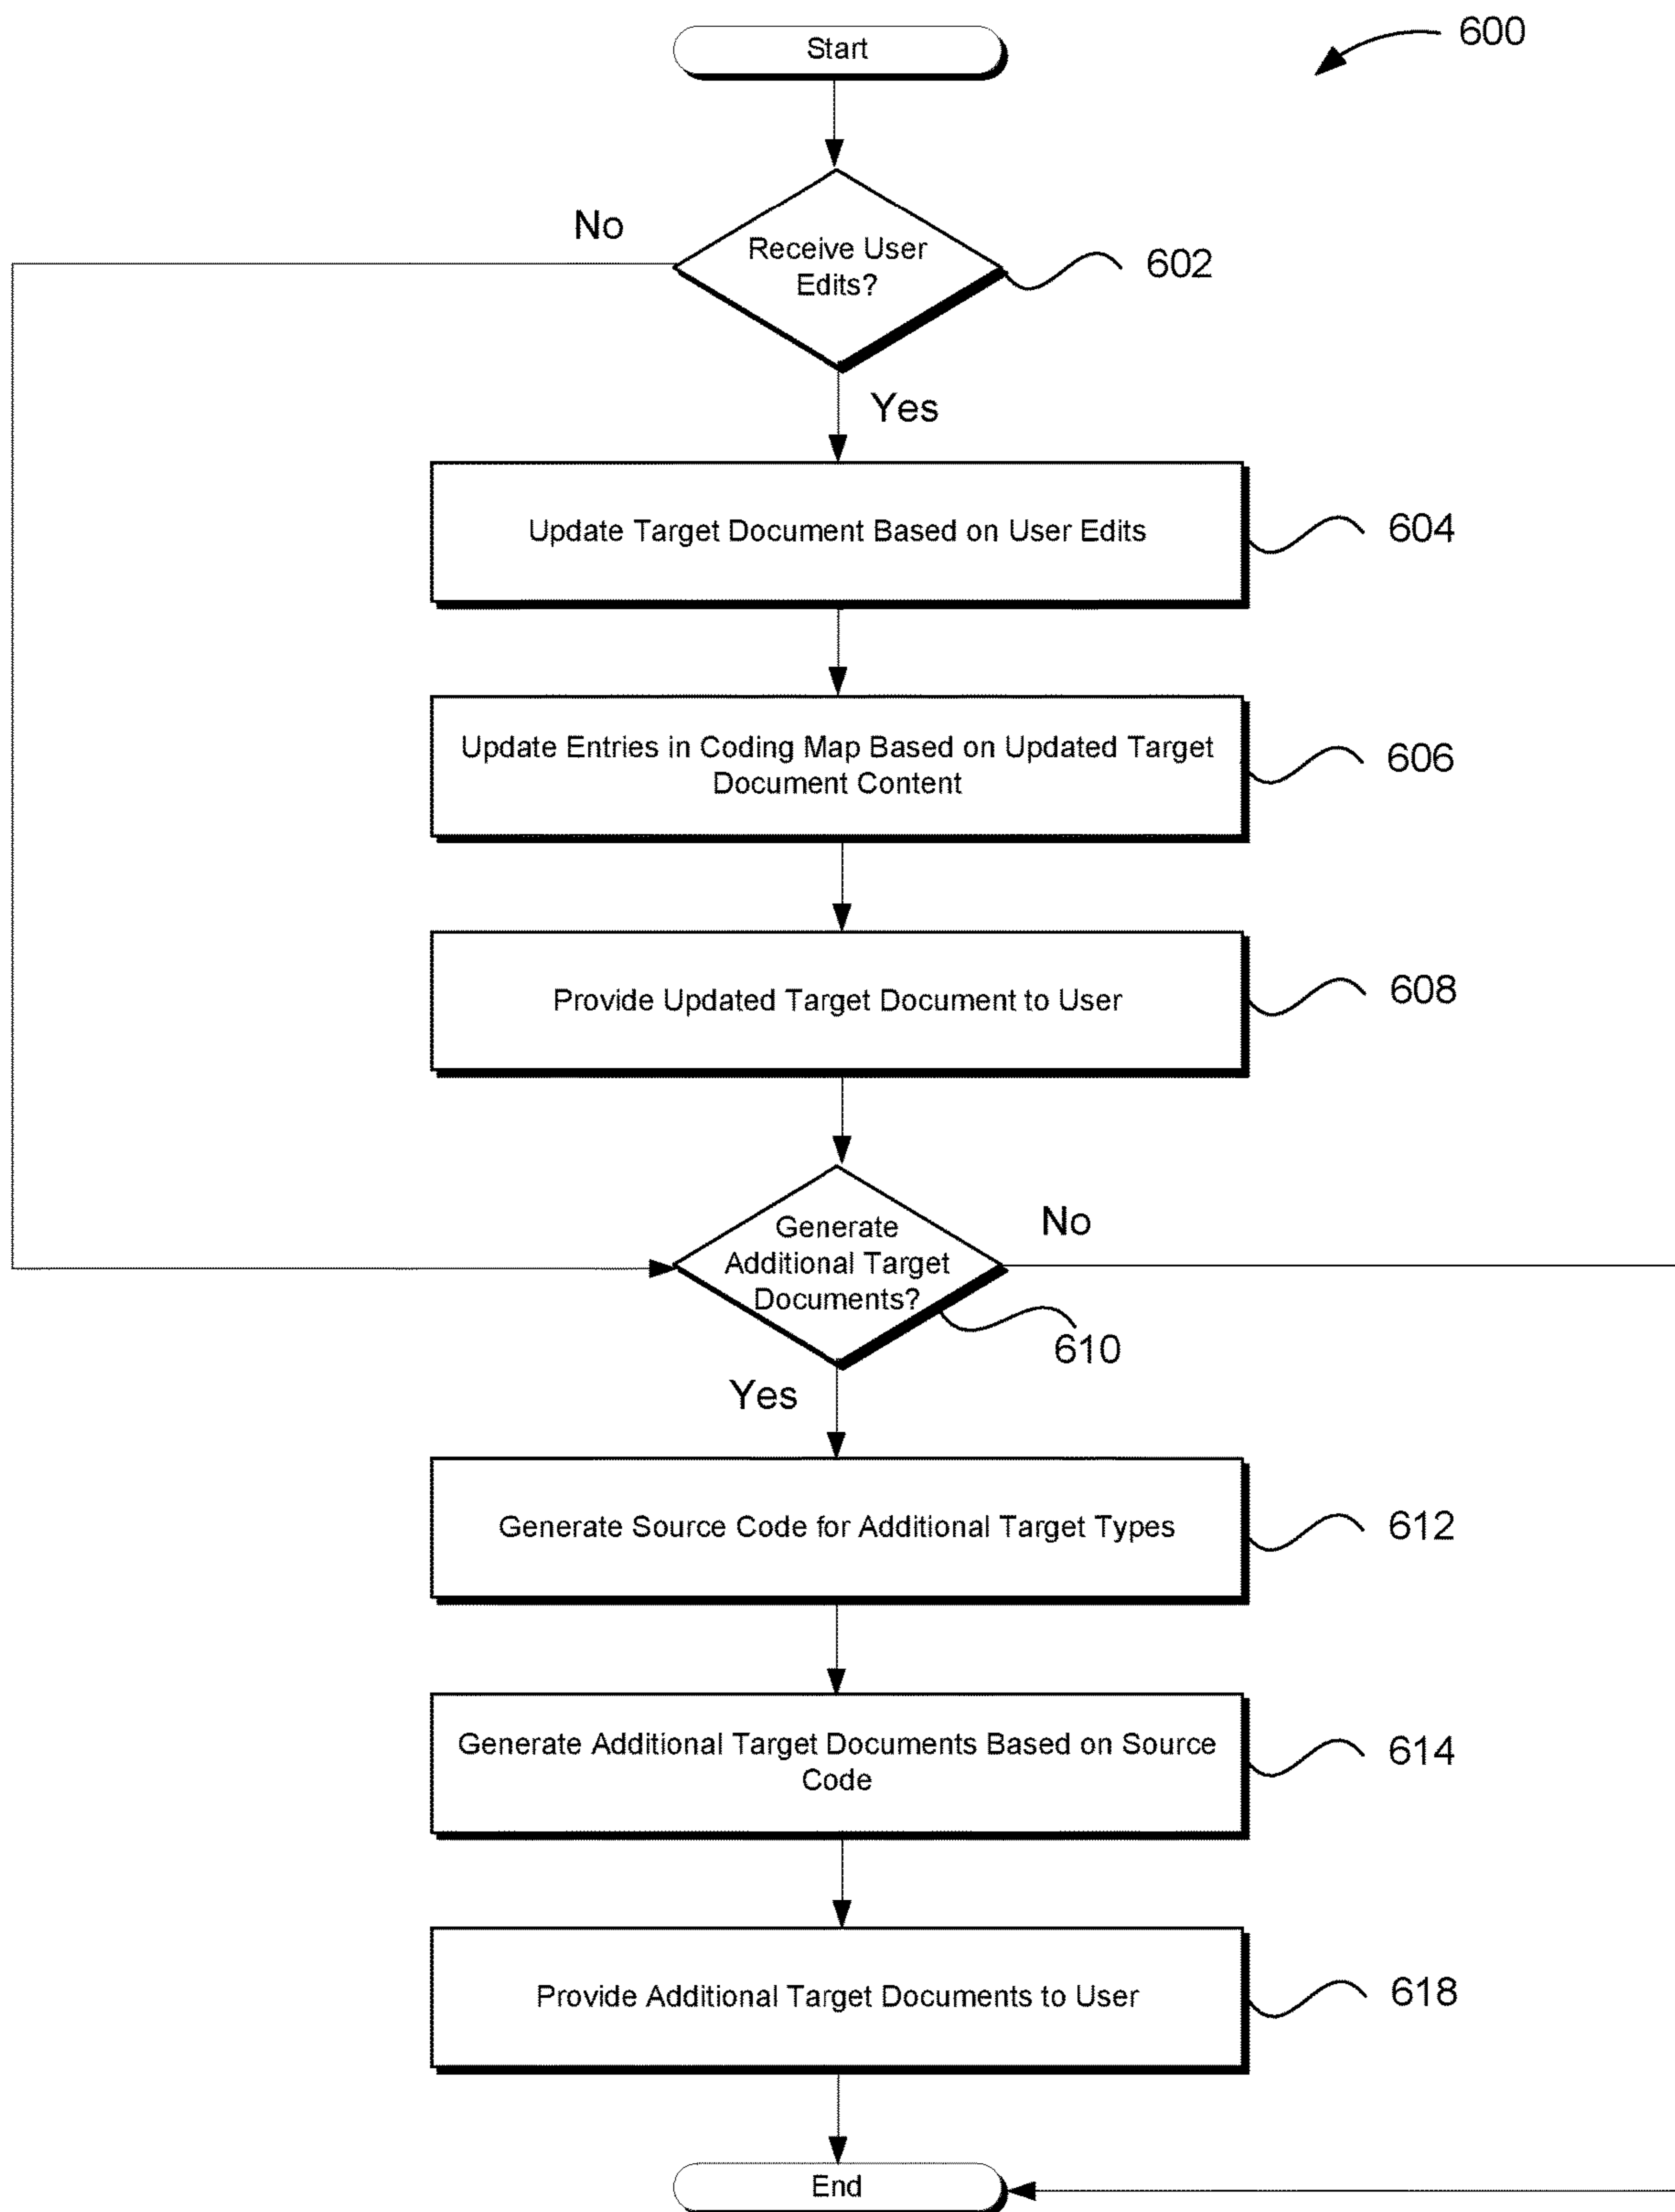 Start
600
No
Receive User
Edits?
602
Yes
Update Target Document Based on User Edits
604
Update Entries in Coding Map Based on Updated Target
Document Content
606
Provide Updated Target Document to User
608
Generate
Additional Target
Documents?
No
610
Yes
Generate Source Code for Additional Target Types
612
Generate Additional Target Documents Based on Source
Code
614
Provide Additional Target Documents to User
618
End